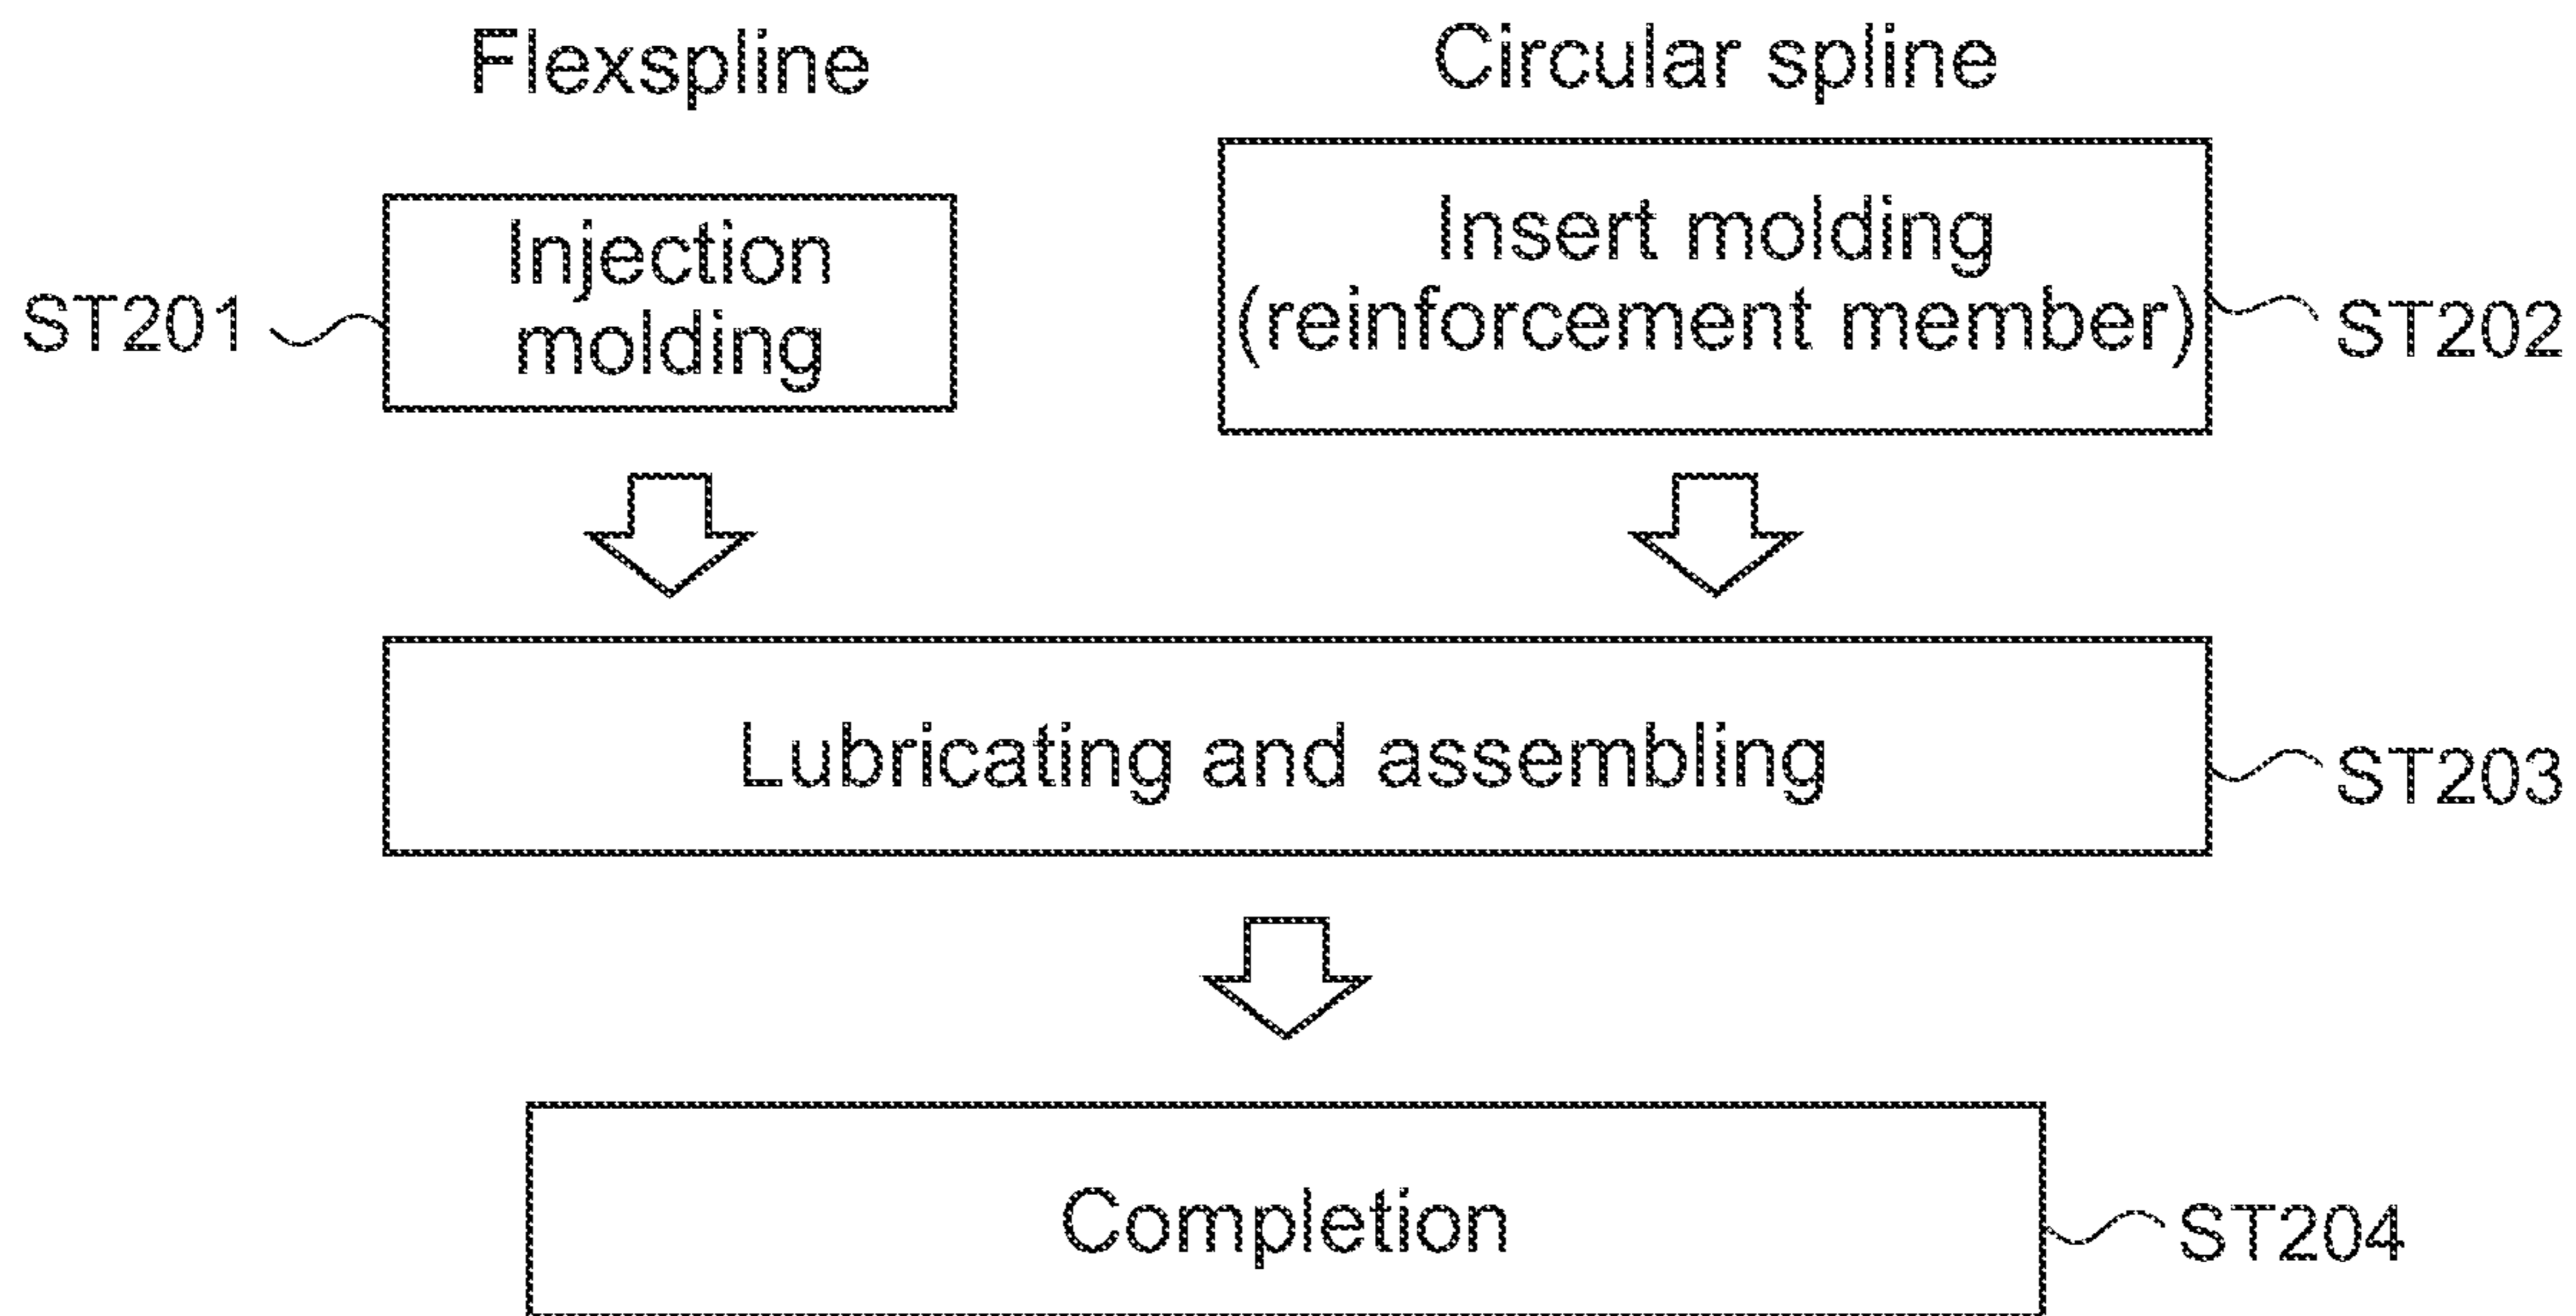 Flexspline
Circular spline
Injection
molding
ST201
Insert molding
(reinforcement member)
ST202
Lubricating and assembling
ST203
Completion
ST204